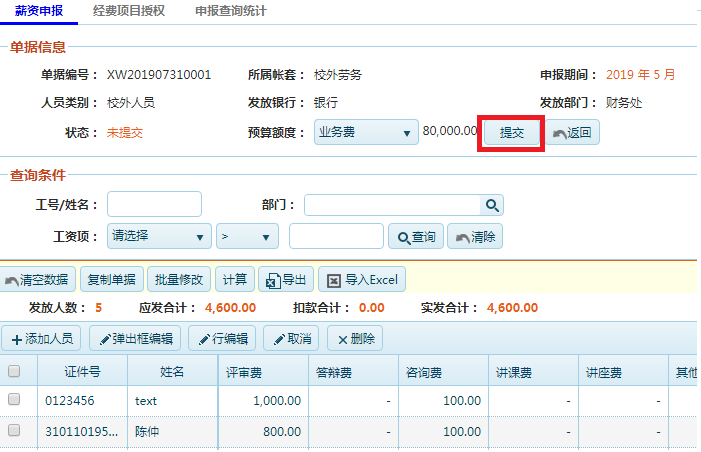 薪资申报 经费项目授权 申报查询统计
单据信息
单据编号： XW201907310001 所属帐套： 校外劳务 申报期间： 2019 年 5 月
人员类别： 校外人员 发放银行： 银行 发放部门： 财务处
状态： 未提交 预算额度： 业务费 80,000.00 提交 返回
查询条件
工号/姓名： 部门：
工资项： 请选择 > 查询 清除
清空数据 复制单据 批量修改 计算 导出 导入Excel
发放人数： 5 应发合计： 4,600.00 扣款合计： 0.00 实发合计： 4,600.00
添加人员 弹出框编辑 行编辑 取消 删除
证件号 姓名 评审费 答辩费 咨询费 讲课费 讲座费 其他
0123456 text 1,000.00 - 100.00 - -
310110195... 陈仲 800.00 - 100.00 - -